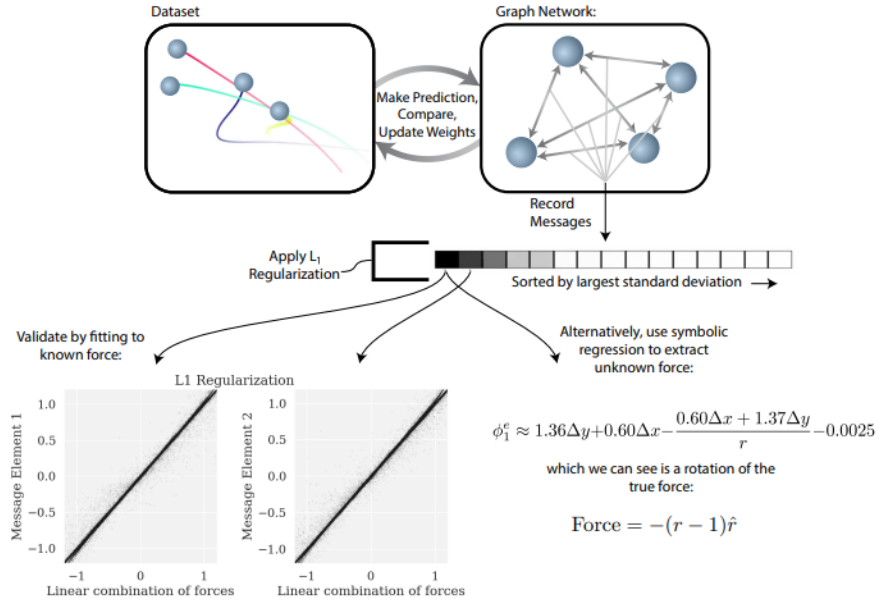 Dataset
Graph Network:
Make Prediction,
Compare,
Update Weights
Record
Messages
Apply L₁
Regularization
Sorted by largest standard deviation
Validate by fitting to
known force:
Alternatively, use symbolic
regression to extract
unknown force:
L1 Regularization
Message Element 1
1.0
0.5
0.0
−0.5
−1.0
−1
0
1
Linear combination of forces
Message Element 2
1.0
0.5
0.0
−0.5
−1.0
−1
0
1
Linear combination of forces
ϕ₁ᵉ ≈ 1.36Δy+0.60Δx−(0.60Δx + 1.37Δy)/r−0.0025
which we can see is a rotation of the
true force:
Force = −(r − 1)r̂